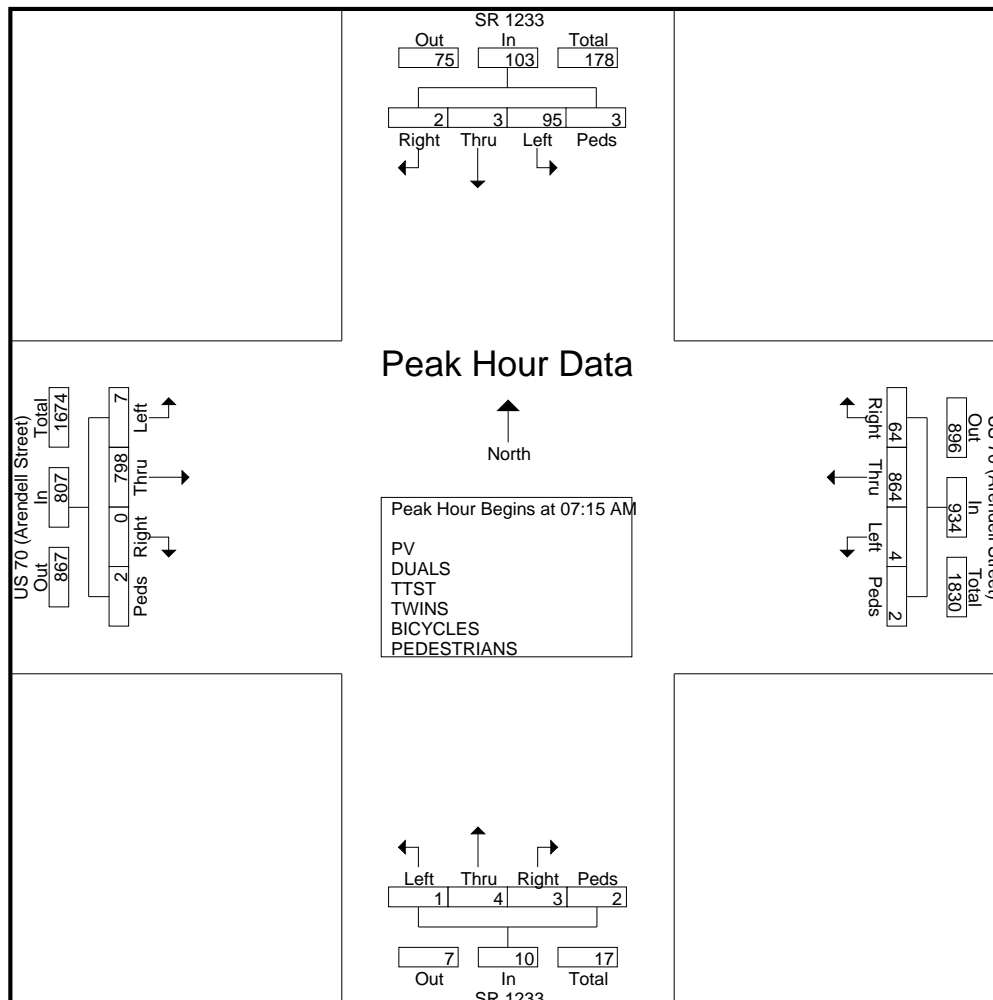 SR 1233
Out In Total
75 103 178
2 3 95 3
Right Thru Left Peds
Peak Hour Data
North
Peak Hour Begins at 07:15 AM
PV
DUALS
TTST
TWINS
BICYCLES
PEDESTRIANS
US 70 (Arendell Street)
Out In Total
867 807 1674
7 798 0 2
Left Thru Right Peds
Right Thru Left Peds
64 864 4 2
896 934 1830
Out In Total
US 70 (Arendell Street)
Left Thru Right Peds
1 4 3 2
7 10 17
Out In Total
SR 1233